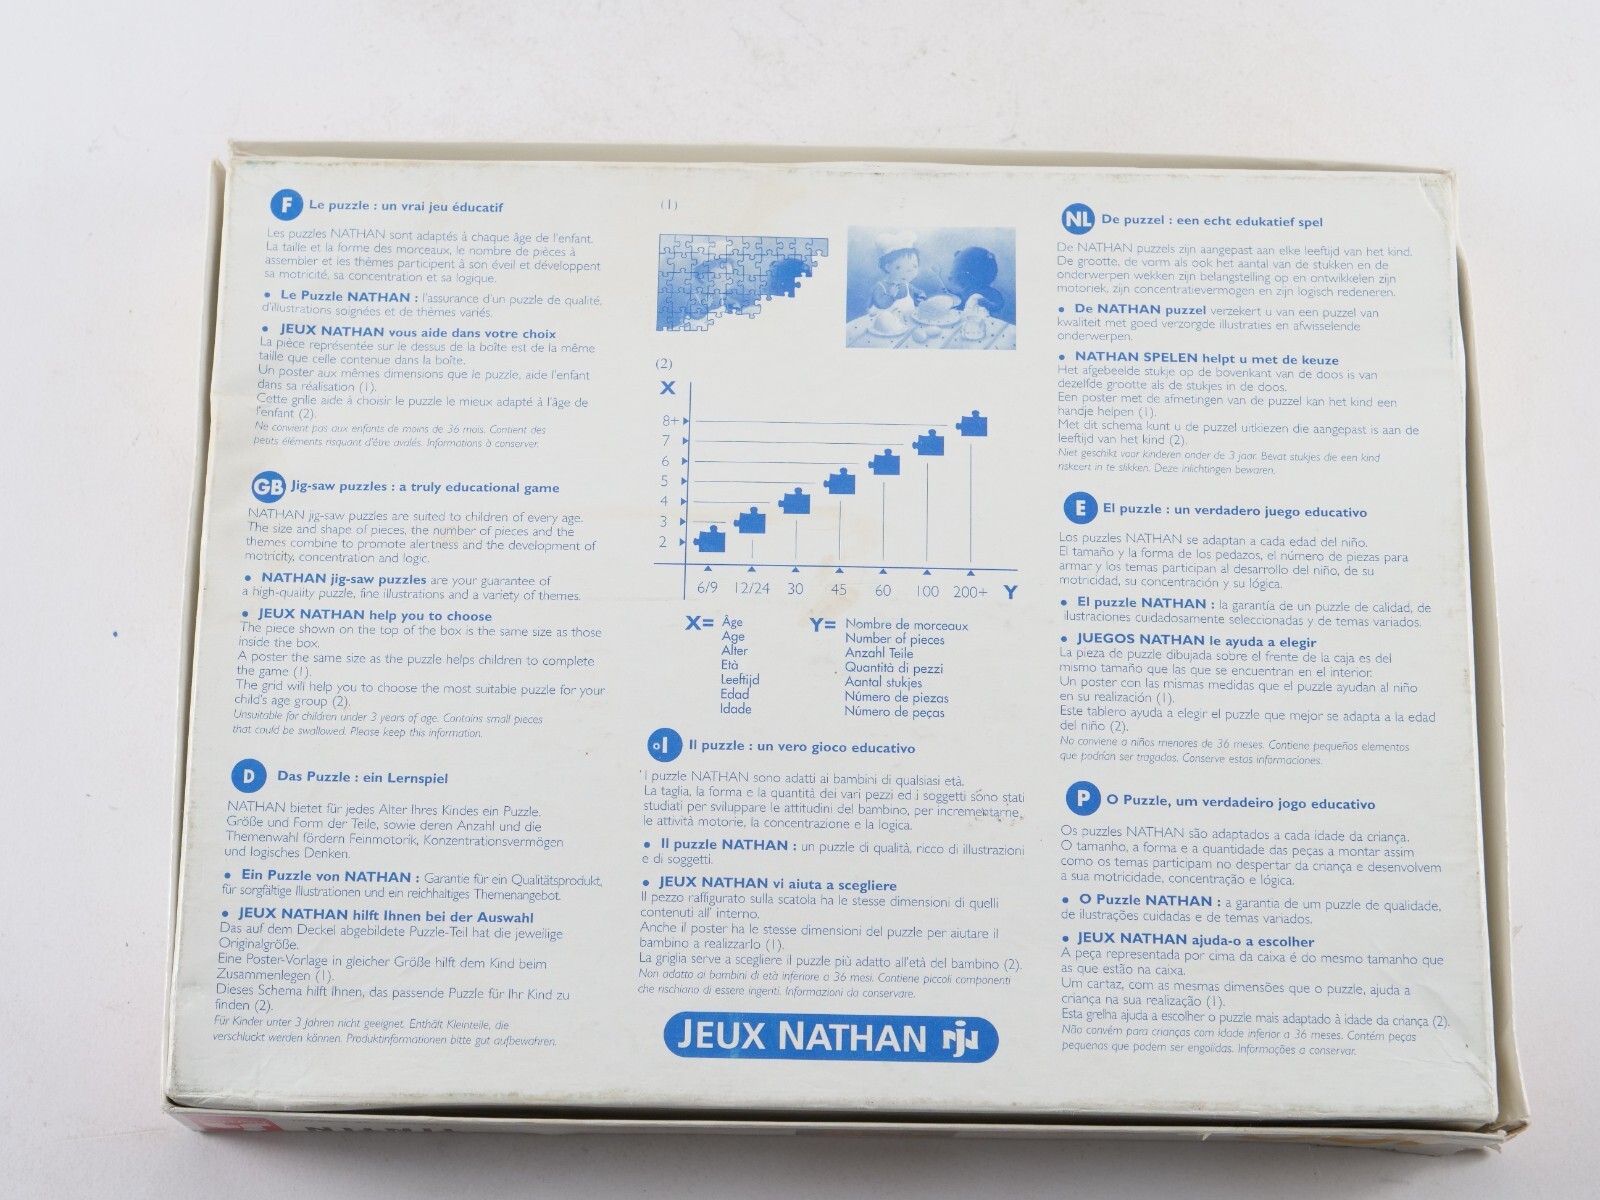 F Le puzzle : un vrai jeu éducatif
Les puzzles NATHAN sont adaptés à chaque âge de l'enfant.
La taille et la forme des morceaux, le nombre de pièces à
assembler et les thèmes participent à son éveil et développent
sa motricité, sa concentration et sa logique.
• Le Puzzle NATHAN : l'assurance d'un puzzle de qualité,
d'illustrations soignées et de thèmes variés.
• JEUX NATHAN vous aide dans votre choix
La pièce représentée sur le dessus de la boîte est de la même
taille que celle contenue dans la boîte.
Un poster aux mêmes dimensions que le puzzle, aide l'enfant
dans sa réalisation (1).
Cette grille aide à choisir le puzzle le mieux adapté à l'âge de
l'enfant (2).
Ne convient pas aux enfants de moins de 36 mois. Contient des
petits éléments risquant d'être avalés. Informations à conserver.
GB Jig-saw puzzles : a truly educational game
NATHAN jig-saw puzzles are suited to children of every age.
The size and shape of pieces, the number of pieces and the
themes combine to promote alertness and the development of
motricity, concentration and logic.
• NATHAN jig-saw puzzles are your guarantee of
a high-quality puzzle, fine illustrations and a variety of themes.
• JEUX NATHAN help you to choose
The piece shown on the top of the box is the same size as those
inside the box.
A poster the same size as the puzzle helps children to complete
the game (1).
The grid will help you to choose the most suitable puzzle for your
child's age group (2).
Unsuitable for children under 3 years of age. Contains small pieces
that could be swallowed. Please keep this information.
D Das Puzzle : ein Lernspiel
NATHAN bietet für jedes Alter Ihres Kindes ein Puzzle.
Größe und Form der Teile, sowie deren Anzahl und die
Themenwahl fördern Feinmotorik, Konzentrationsvermögen
und logisches Denken.
• Ein Puzzle von NATHAN : Garantie für ein Qualitätsprodukt,
für sorgfältige Illustrationen und ein reichhaltiges Themenangebot.
• JEUX NATHAN hilft Ihnen bei der Auswahl
Das auf dem Deckel abgebildete Puzzle-Teil hat die jeweilige
Originalgröße.
Eine Poster-Vorlage in gleicher Größe hilft dem Kind beim
Zusammenlegen (1).
Dieses Schema hilft Ihnen, das passende Puzzle für Ihr Kind zu
finden (2).
Für Kinder unter 3 Jahren nicht geeignet. Enthält Kleinteile, die
verschluckt werden können. Produktinformationen bitte gut aufbewahren.
(1)
(2)
X
8+
7
6
5
4
3
2
6/9 12/24 30 45 60 100 200+ Y
X= Âge
Age
Alter
Età
Leeftijd
Edad
Idade
Y= Nombre de morceaux
Number of pieces
Anzahl Teile
Quantità di pezzi
Aantal stukjes
Número de piezas
Número de peças
I Il puzzle : un vero gioco educativo
I puzzle NATHAN sono adatti ai bambini di qualsiasi età.
La taglia, la forma e la quantità dei vari pezzi ed i soggetti sono stati
studiati per sviluppare le attitudini del bambino, per incrementarne,
le attività motorie, la concentrazione e la logica.
• Il puzzle NATHAN : un puzzle di qualità, ricco di illustrazioni
e di soggetti.
• JEUX NATHAN vi aiuta a scegliere
Il pezzo raffigurato sulla scatola ha le stesse dimensioni di quelli
contenuti all' interno.
Anche il poster ha le stesse dimensioni del puzzle per aiutare il
bambino a realizzarlo (1).
La griglia serve a scegliere il puzzle più adatto all'età del bambino (2).
Non adatto ai bambini di età inferiore a 36 mesi. Contiene piccoli componenti
che rischiano di essere ingeriti. Informazioni da conservare.
JEUX NATHAN njn
NL De puzzel : een echt edukatief spel
De NATHAN puzzels zijn aangepast aan elke leeftijd van het kind.
De grootte, de vorm als ook het aantal van de stukken en de
onderwerpen wekken zijn belangstelling op en ontwikkelen zijn
motoriek, zijn concentratievermogen en zijn logisch redeneren.
• De NATHAN puzzel verzekert u van een puzzel van
kwaliteit met goed verzorgde illustraties en afwisselende
onderwerpen.
• NATHAN SPELEN helpt u met de keuze
Het afgebeelde stukje op de bovenkant van de doos is van
dezelfde grootte als de stukjes in de doos.
Een poster met de afmetingen van de puzzel kan het kind een
handje helpen (1).
Met dit schema kunt u de puzzel uitkiezen die aangepast is aan de
leeftijd van het kind (2).
Niet geschikt voor kinderen onder de 3 jaar. Bevat stukjes die een kind
riskeert in te slikken. Deze inlichtingen bewaren.
E El puzzle : un verdadero juego educativo
Los puzzles NATHAN se adaptan a cada edad del niño.
El tamaño y la forma de los pedazos, el número de piezas para
armar y los temas participan al desarrollo del niño, de su
motricidad, su concentración y su lógica.
• El puzzle NATHAN : la garantía de un puzzle de calidad, de
ilustraciones cuidadosamente seleccionadas y de temas variados.
• JUEGOS NATHAN le ayuda a elegir
La pieza de puzzle dibujada sobre el frente de la caja es del
mismo tamaño que las que se encuentran en el interior.
Un poster con las mismas medidas que el puzzle ayudan al niño
en su realización (1).
Este tablero ayuda a elegir el puzzle que mejor se adapta a la edad
del niño (2).
No conviene a niños menores de 36 meses. Contiene pequeños elementos
que podrían ser tragados. Conserve estas informaciones.
P O Puzzle, um verdadeiro jogo educativo
Os puzzles NATHAN são adaptados a cada idade da criança.
O tamanho, a forma e a quantidade das peças a montar assim
como os temas participam no despertar da criança e desenvolvem
a sua motricidade, concentração e lógica.
• O Puzzle NATHAN : a garantia de um puzzle de qualidade,
de ilustrações cuidadas e de temas variados.
• JEUX NATHAN ajuda-o a escolher
A peça representada por cima da caixa é do mesmo tamanho que
as que estão na caixa.
Um cartaz, com as mesmas dimensões que o puzzle, ajuda a
criança na sua realização (1).
Esta grelha ajuda a escolher o puzzle mais adaptado à idade da criança (2).
Não convém para crianças com idade inferior a 36 meses. Contém peças
pequenas que podem ser engolidas. Informações a conservar.